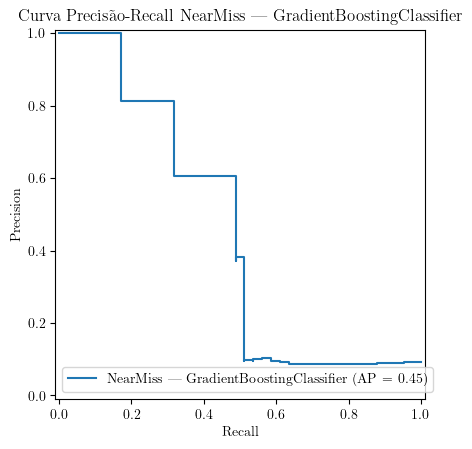 Curva Precisão-Recall NearMiss — GradientBoostingClassifier
1.0
0.8
0.6
0.4
0.2
0.0
Precision
NearMiss — GradientBoostingClassifier (AP = 0.45)
0.0 0.2 0.4 0.6 0.8 1.0
Recall